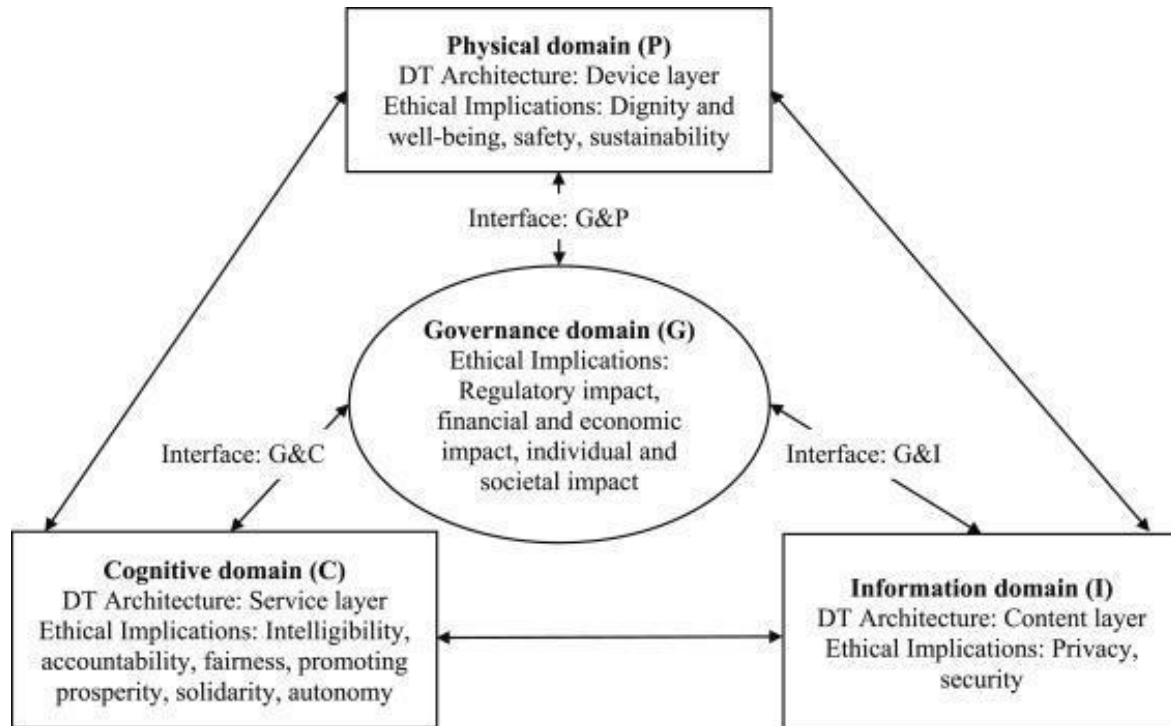 Physical domain (P)
DT Architecture: Device layer
Ethical Implications: Dignity and
well-being, safety, sustainability
Interface: G&P
Governance domain (G)
Ethical Implications:
Regulatory impact,
financial and economic
impact, individual and
societal impact
Interface: G&C
Interface: G&I
Cognitive domain (C)
DT Architecture: Service layer
Ethical Implications: Intelligibility,
accountability, fairness, promoting
prosperity, solidarity, autonomy
Information domain (I)
DT Architecture: Content layer
Ethical Implications: Privacy,
security